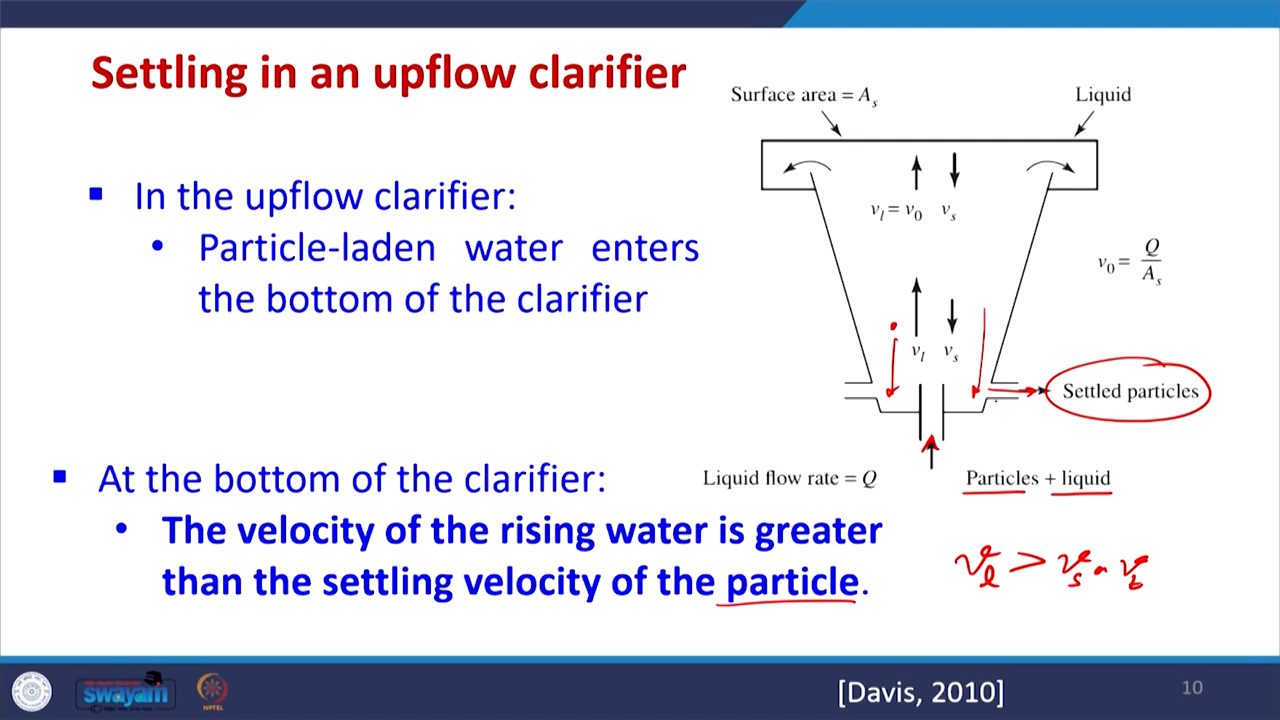 Settling in an upflow clarifier
▪ In the upflow clarifier:
• Particle-laden water enters
the bottom of the clarifier
▪ At the bottom of the clarifier:
• The velocity of the rising water is greater
than the settling velocity of the particle.
Surface area = Aₛ
Liquid
vₗ = v₀ vₛ
v₀ = Q / Aₛ
vₗ vₛ
Settled particles
Liquid flow rate = Q
Particles + liquid
vₗ > vₛ
swayam
NPTEL
[Davis, 2010]
10